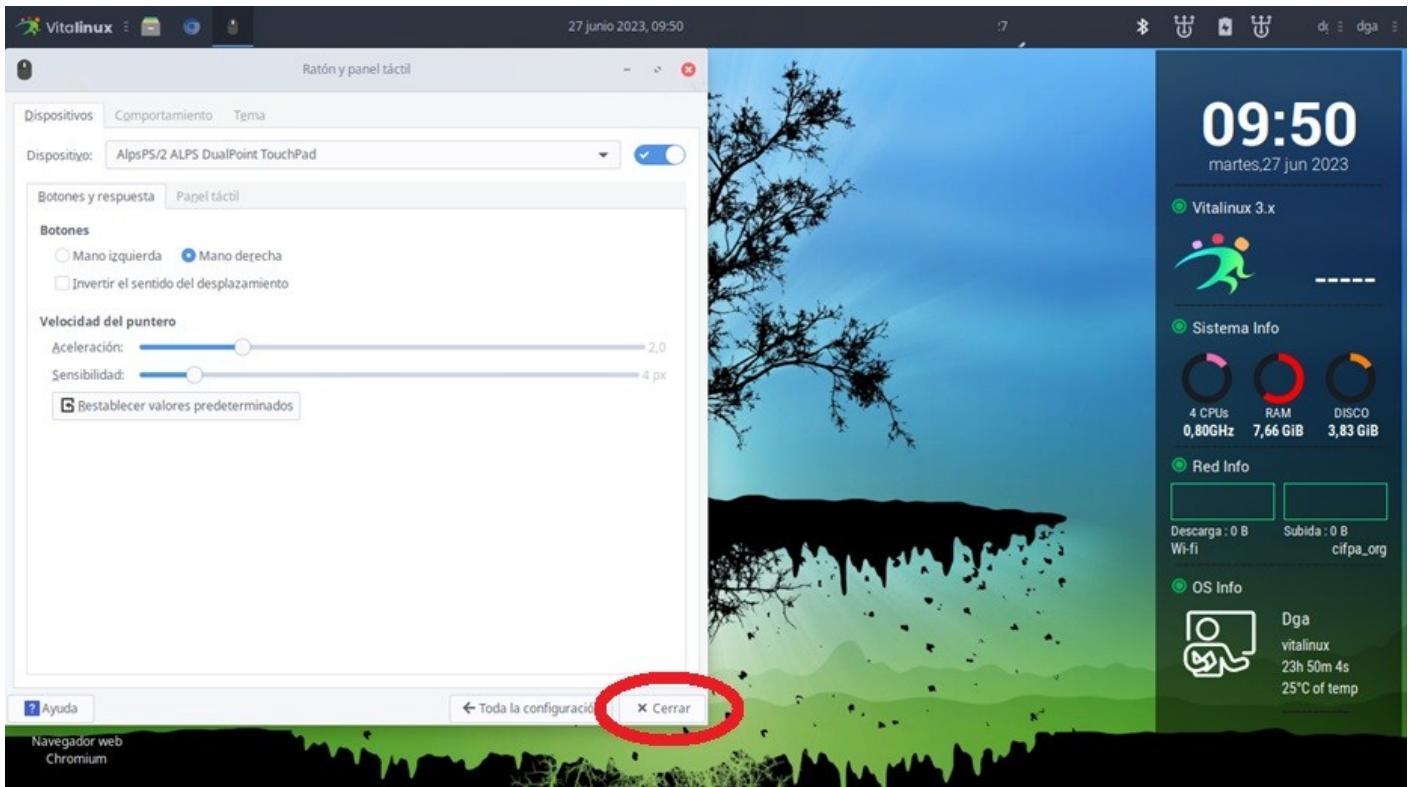 Vitalinux
27 junio 2023, 09:50
dga
Ratón y panel táctil
Dispositivos Comportamiento Tema
Dispositivo: AlpsPS/2 ALPS DualPoint TouchPad
Botones y respuesta Panel táctil
Botones
Mano izquierda Mano derecha
Invertir el sentido del desplazamiento
Velocidad del puntero
Aceleración: 2,0
Sensibilidad: 4 px
Restablecer valores predeterminados
? Ayuda
Toda la configuració
Cerrar
Navegador web
Chromium
09:50
martes,27 jun 2023
Vitalinux 3.x
-----
Sistema Info
4 CPUs RAM DISCO
0,80GHz 7,66 GiB 3,83 GiB
Red Info
Descarga : 0 B Subida : 0 B
Wi-fi cifpa_org
OS Info
Dga
vitalinux
23h 50m 4s
25°C of temp